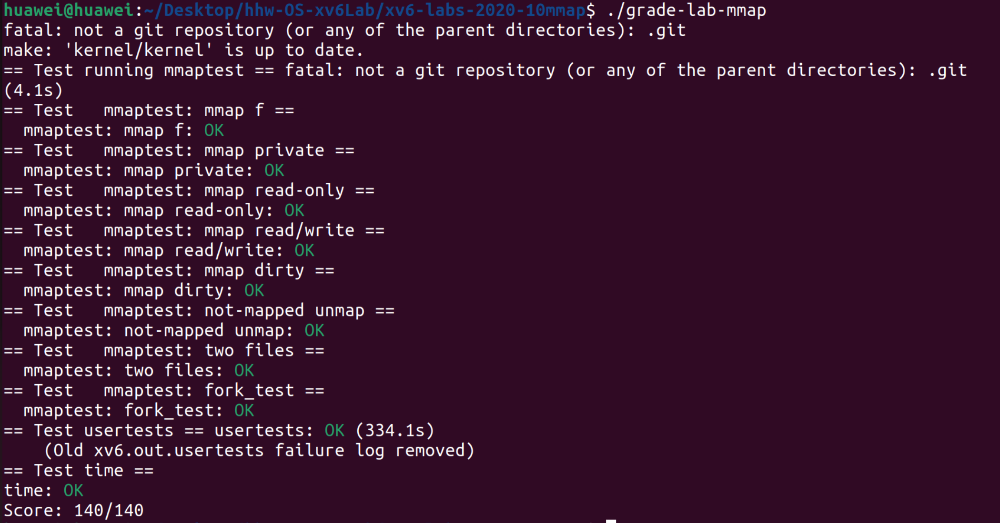 huawei@huawei:~/Desktop/hhw-OS-xv6Lab/xv6-labs-2020-10mmap$ ./grade-lab-mmap
fatal: not a git repository (or any of the parent directories): .git
make: 'kernel/kernel' is up to date.
== Test running mmaptest == fatal: not a git repository (or any of the parent directories): .git
(4.1s)
== Test   mmaptest: mmap f ==
  mmaptest: mmap f: OK
== Test   mmaptest: mmap private ==
  mmaptest: mmap private: OK
== Test   mmaptest: mmap read-only ==
  mmaptest: mmap read-only: OK
== Test   mmaptest: mmap read/write ==
  mmaptest: mmap read/write: OK
== Test   mmaptest: mmap dirty ==
  mmaptest: mmap dirty: OK
== Test   mmaptest: not-mapped unmap ==
  mmaptest: not-mapped unmap: OK
== Test   mmaptest: two files ==
  mmaptest: two files: OK
== Test   mmaptest: fork_test ==
  mmaptest: fork_test: OK
== Test usertests == usertests: OK (334.1s)
    (Old xv6.out.usertests failure log removed)
== Test time ==
time: OK
Score: 140/140